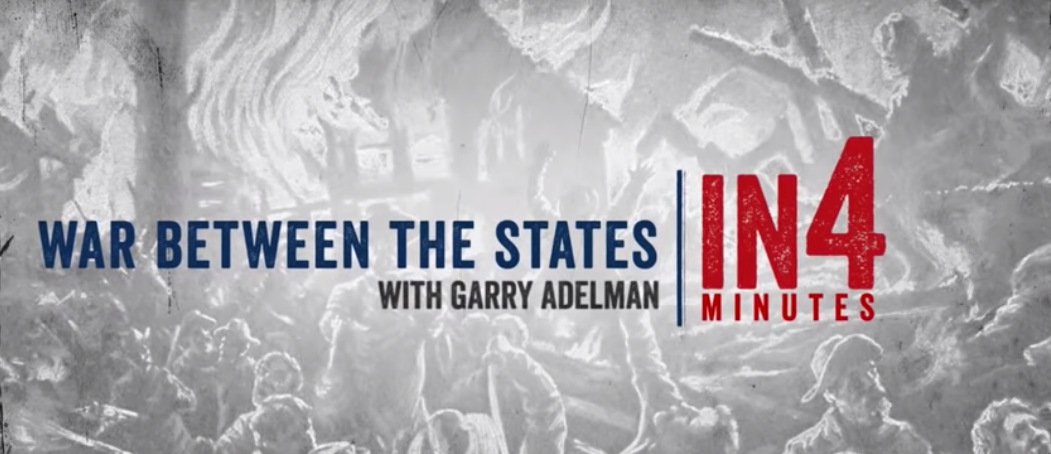 WAR BETWEEN THE STATES
WITH GARRY ADELMAN
IN4
MINUTES